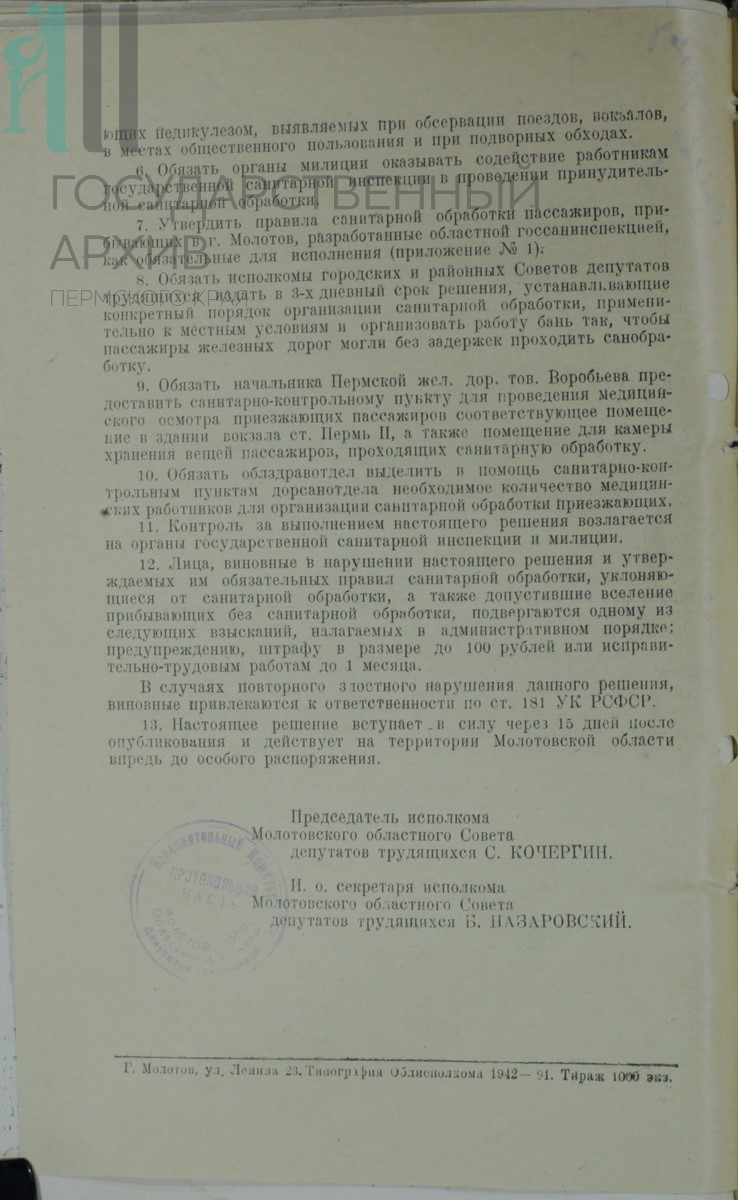 ющих педикулезом, выявляемых при обсервации поездов, вокзалов,
в местах общественного пользования и при подворных обходах.
6. Обязать органы милиции оказывать содействие работникам
государственной санитарной инспекции в проведении принудитель-
ной санитарной обработки.
7. Утвердить правила санитарной обработки пассажиров, при-
бывающих в г. Молотов, разработанные областной госсанинспекцией,
как обязательные для исполнения (приложение № 1).
8. Обязать исполкомы городских и районных Советов депутатов
трудящихся издать в 3-х дневный срок решения, устанавливающие
конкретный порядок организации санитарной обработки, примени-
тельно к местным условиям и организовать работу бань так, чтобы
пассажиры железных дорог могли без задержек проходить санобра-
ботку.
9. Обязать начальника Пермской жел. дор. тов. Воробьева пре-
доставить санитарно-контрольному пункту для проведения медицин-
ского осмотра приезжающих пассажиров соответствующее помеще-
ние в здании вокзала ст. Пермь II, а также помещение для камеры
хранения вещей пассажиров, проходящих санитарную обработку.
10. Обязать облздравотдел выделить в помощь санитарно-кон-
трольным пунктам дорсанотдела необходимое количество медицин-
ских работников для организации санитарной обработки приезжающих.
11. Контроль за выполнением настоящего решения возлагается
на органы государственной санитарной инспекции и милиции.
12. Лица, виновные в нарушении настоящего решения и утвер-
ждаемых им обязательных правил санитарной обработки, уклоняю-
щиеся от санитарной обработки, а также допустившие вселение
прибывающих без санитарной обработки, подвергаются одному из
следующих взысканий, налагаемых в административном порядке:
предупреждению, штрафу в размере до 100 рублей или исправи-
тельно-трудовым работам до 1 месяца.
В случаях повторного злостного нарушения данного решения,
виновные привлекаются к ответственности по ст. 181 УК РСФСР.
13. Настоящее решение вступает в силу через 15 дней после
опубликования и действует на территории Молотовской области
впредь до особого распоряжения.
Председатель исполкома
Молотовского областного Совета
депутатов трудящихся С. КОЧЕРГИН.
И. о. секретаря исполкома
Молотовского областного Совета
депутатов трудящихся Б. НАЗАРОВСКИЙ.
Исполнительный Комитет
ПРОТОКОЛЬНАЯ
ЧАСТЬ
Г. Молотов, ул. Ленина 23. Типография Облисполкома 1942— 91. Тираж 1000 экз.
ГОСУДАРСТВЕННЫЙ
АРХИВ
ПЕРМСКОГО КРАЯ